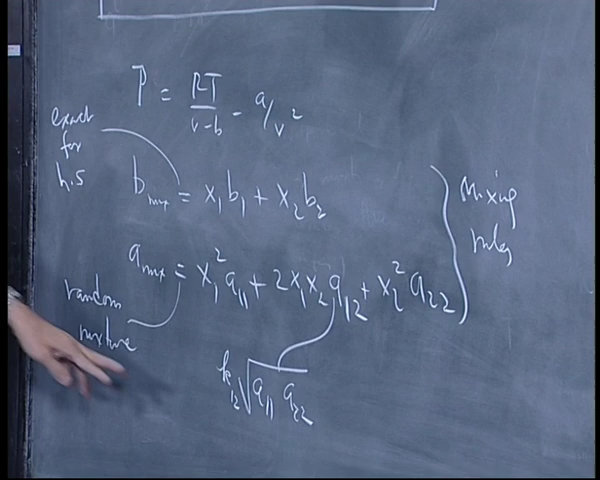 P = RT/v-b - a/v²
exact
for
h.s
b_mix = x₁b₁ + x₂b₂
mixing
rules
a_mix = x₁²a₁₁ + 2x₁x₂a₁₂ + x₂²a₂₂
random
mixture
k₁₂√a₁₁ a₂₂